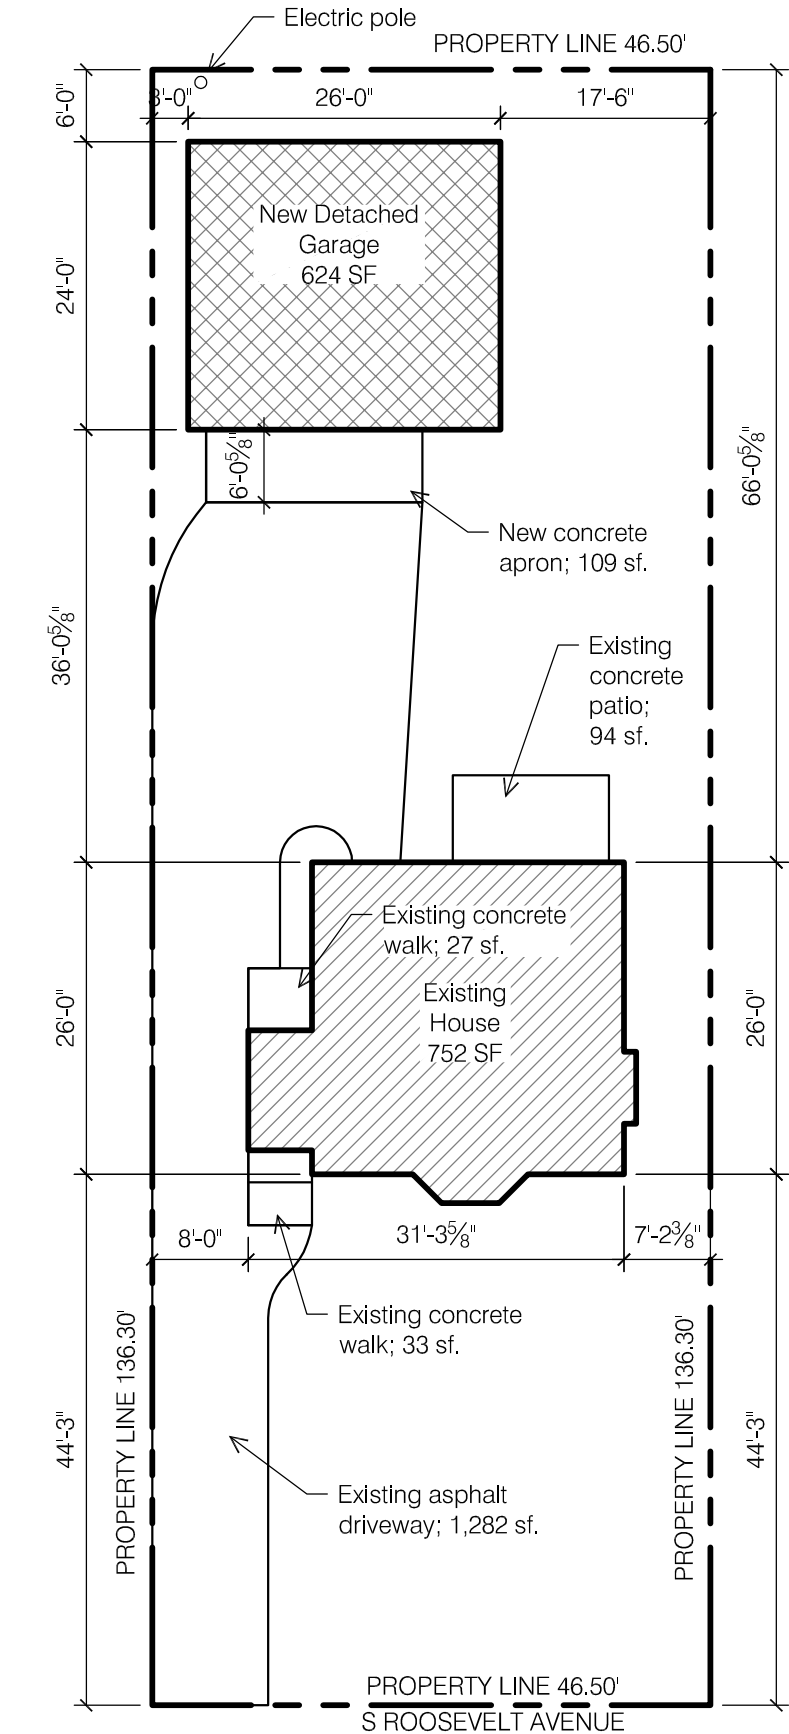 Electric pole
PROPERTY LINE 46.50'
6'-0"
3'-0"
26'-0"
17'-6"
New Detached
Garage
624 SF
24'-0"
6'-0⅝"
66'-0⅝"
New concrete
apron; 109 sf.
36'-0⅝"
Existing
concrete
patio;
94 sf.
Existing concrete
walk; 27 sf.
Existing
House
752 SF
26'-0"
26'-0"
8'-0"
31'-3⅝"
7'-2⅜"
Existing concrete
walk; 33 sf.
PROPERTY LINE 136.30'
PROPERTY LINE 136.30'
44'-3"
44'-3"
Existing asphalt
driveway; 1,282 sf.
PROPERTY LINE 46.50'
S ROOSEVELT AVENUE